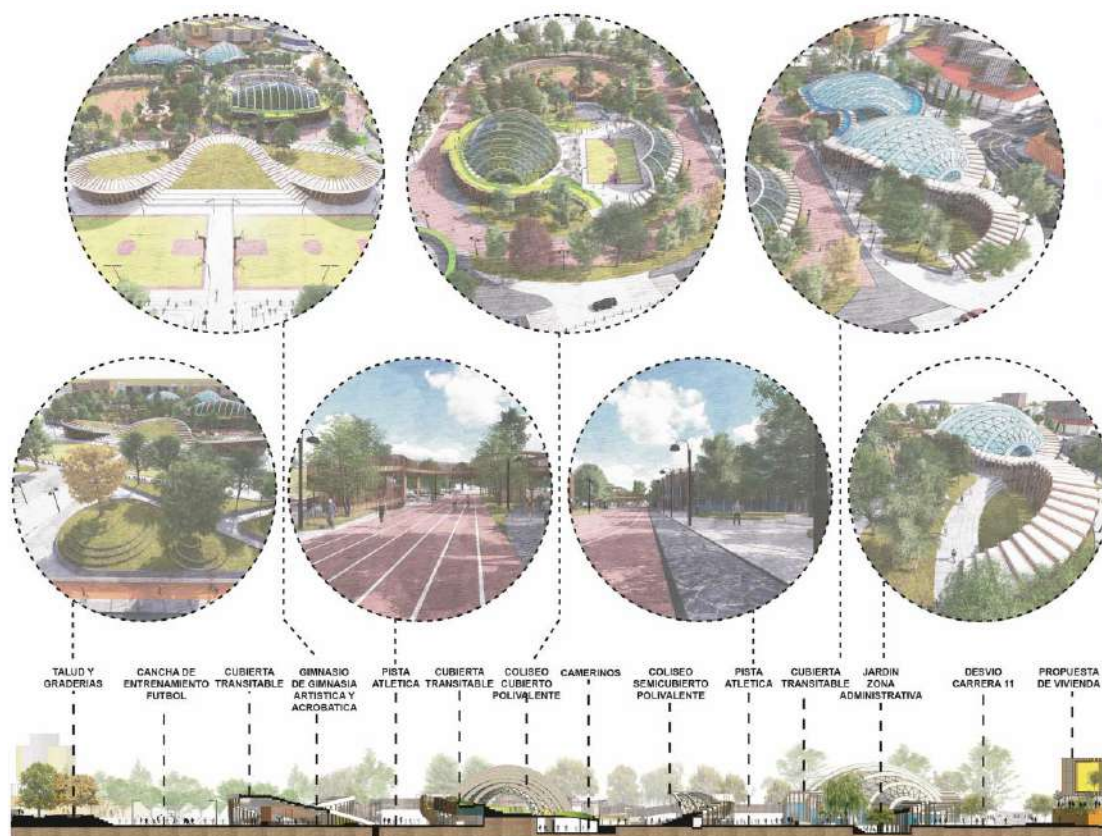 TALUD Y
GRADERIAS
CANCHA DE
ENTRENAMIENTO
FUTBOL
CUBIERTA
TRANSITABLE
GIMNASIO
DE GIMNASIA
ARTISTICA Y
ACROBATICA
PISTA
ATLETICA
CUBIERTA
TRANSITABLE
COLISEO
CUBIERTO
POLIVALENTE
CAMERINOS
COLISEO
SEMICUBIERTO
POLIVALENTE
PISTA
ATLETICA
CUBIERTA
TRANSITABLE
JARDIN
ZONA
ADMINISTRATIVA
DESVIO
CARRERA 11
PROPUESTA
DE VIVIENDA